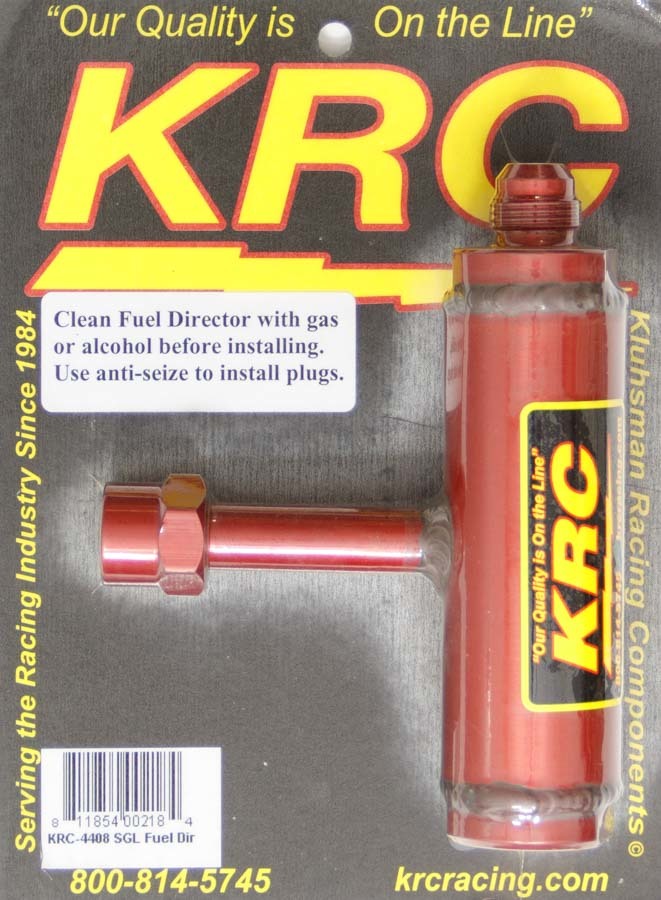 “Our Quality is On the Line”
KRC
Clean Fuel Director with gas
or alcohol before installing.
Use anti-seize to install plugs.
Serving the Racing Industry Since 1984
Kluhsman Racing Components ©
"Our Quality is On the Line"
KRC
8 11854 00218 4
KRC-4408 SGL Fuel Dir
800-814-5745
krcracing.com